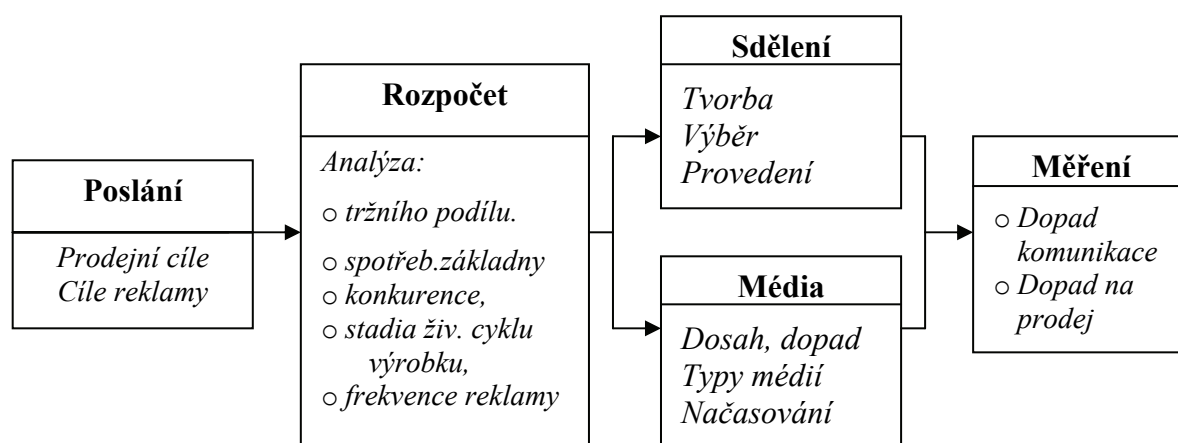 Poslání
Prodejní cíle
Cíle reklamy
Rozpočet
Analýza:
o tržního podílu.
o spotřeb.základny
o konkurence,
o stadia živ. cyklu
výrobku,
o frekvence reklamy
Sdělení
Tvorba
Výběr
Provedení
Média
Dosah, dopad
Typy médií
Načasování
Měření
o Dopad
komunikace
o Dopad na
prodej